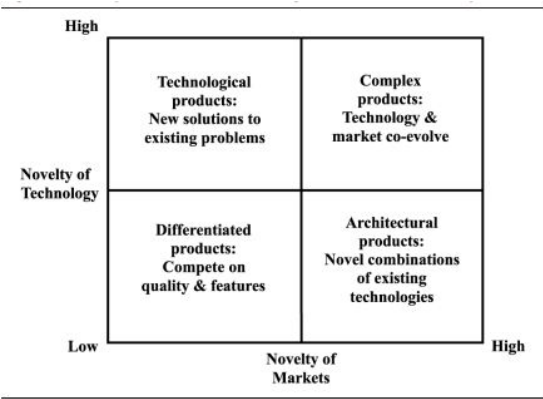 High
Technological
products:
New solutions to
existing problems
Complex
products:
Technology &
market co-evolve
Novelty of
Technology
Differentiated
products:
Compete on
quality & features
Architectural
products:
Novel combinations
of existing
technologies
Low
Novelty of
Markets
High